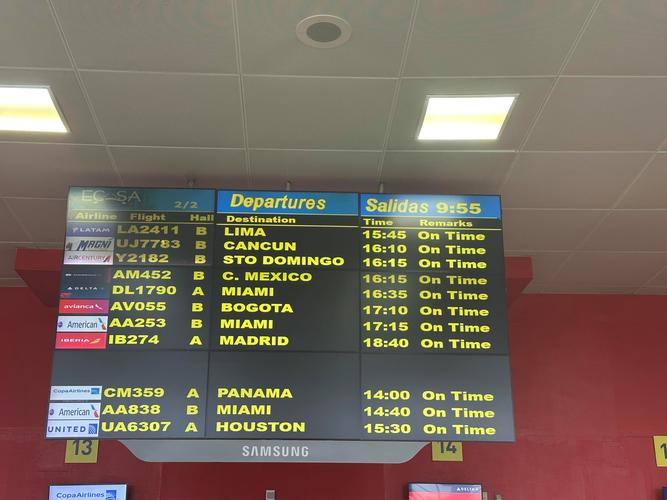 ECASA 2/2 Departures Salidas 9:55
Airline Flight Hall Destination Time Remarks
LATAM LA2411 B LIMA 15:45 On Time
MAGNI UJ7783 B CANCUN 16:10 On Time
AIRCENTURY Y2182 B STO DOMINGO 16:15 On Time
AM452 B C. MEXICO 16:15 On Time
DELTA DL1790 A MIAMI 16:35 On Time
avianca AV055 B BOGOTA 17:10 On Time
American AA253 B MIAMI 17:15 On Time
IBERIA IB274 A MADRID 18:40 On Time
CopaAirlines CM359 A PANAMA 14:00 On Time
American AA838 B MIAMI 14:40 On Time
UNITED UA6307 A HOUSTON 15:30 On Time
SAMSUNG
13 14 1
CopaAirlines DELTA